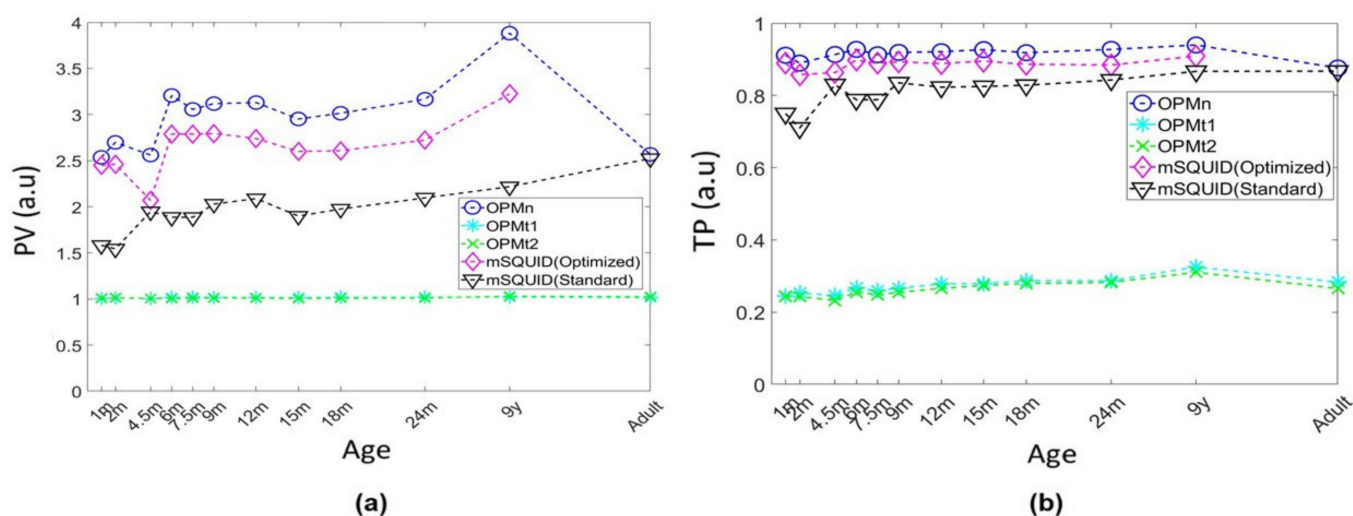 4
3.5
3
2.5
2
1.5
1
0.5
0
PV (a.u)
OPMn
OPMt1
OPMt2
mSQUID(Optimized)
mSQUID(Standard)
1m
2m
4.5m
6m
7.5m
9m
12m
15m
18m
24m
9y
Adult
Age
(a)
1
0.8
0.6
0.4
0.2
0
TP (a.u)
OPMn
OPMt1
OPMt2
mSQUID(Optimized)
mSQUID(Standard)
1m
2m
4.5m
6m
7.5m
9m
12m
15m
18m
24m
9y
Adult
Age
(b)